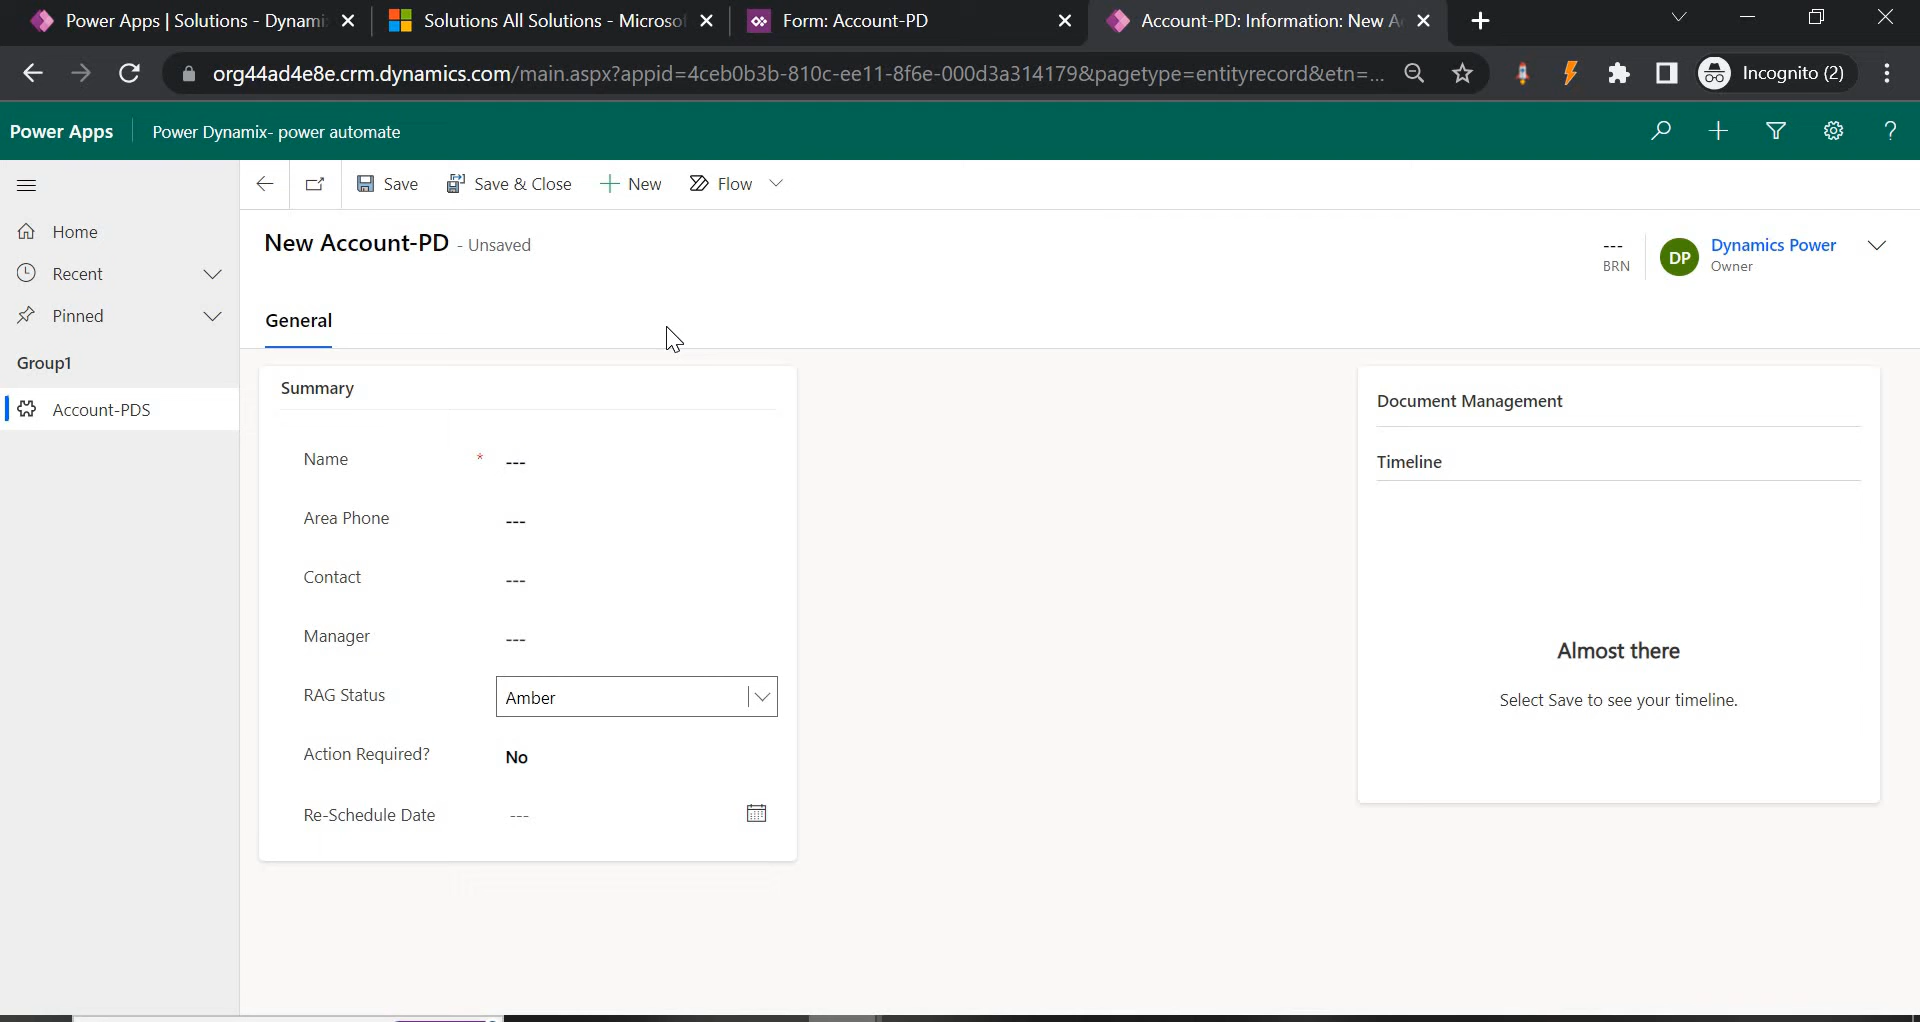 Power Apps | Solutions - Dynami
Solutions All Solutions - Microsof
Form: Account-PD
Account-PD: Information: New A
org44ad4e8e.crm.dynamics.com/main.aspx?appid=4ceb0b3b-810c-ee11-8f6e-000d3a314179&pagetype=entityrecord&etn=...
Incognito (2)
Power Apps
Power Dynamix- power automate
?
Save
Save & Close
New
Flow
Home
Recent
Pinned
Group1
Account-PDS
New Account-PD - Unsaved
---
BRN
DP
Dynamics Power
Owner
General
Summary
Name * ---
Area Phone ---
Contact ---
Manager ---
RAG Status Amber
Action Required? No
Re-Schedule Date ---
Document Management
Timeline
Almost there
Select Save to see your timeline.